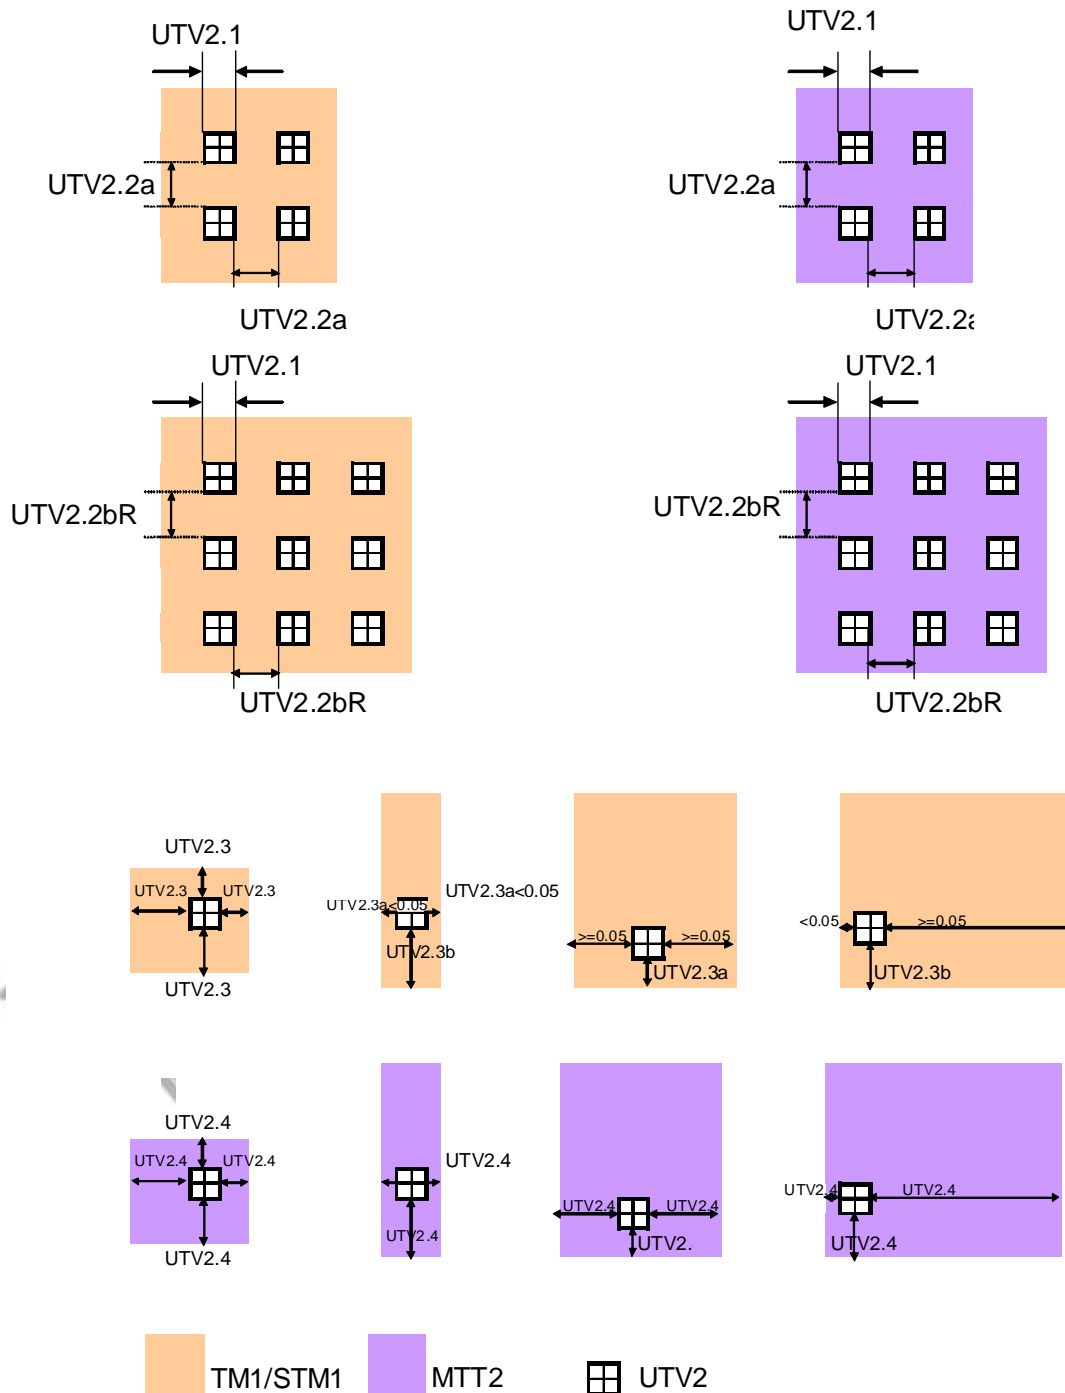 UTV2.1 UTV2.1
UTV2.2a UTV2.2a
UTV2.2a UTV2.2a
UTV2.1 UTV2.1
UTV2.2bR UTV2.2bR
UTV2.2bR UTV2.2bR
UTV2.3
UTV2.3 UTV2.3 UTV2.3a<0.05 UTV2.3a<0.05
<0.05 >=0.05
>=0.05 >=0.05
UTV2.3b UTV2.3a UTV2.3b
UTV2.3
UTV2.4
UTV2.4 UTV2.4 UTV2.4
UTV2.4 UTV2.4
UTV2.4 UTV2.4
UTV2.4 UTV2. UTV2.4
UTV2.4
TM1/STM1 MTT2 UTV2